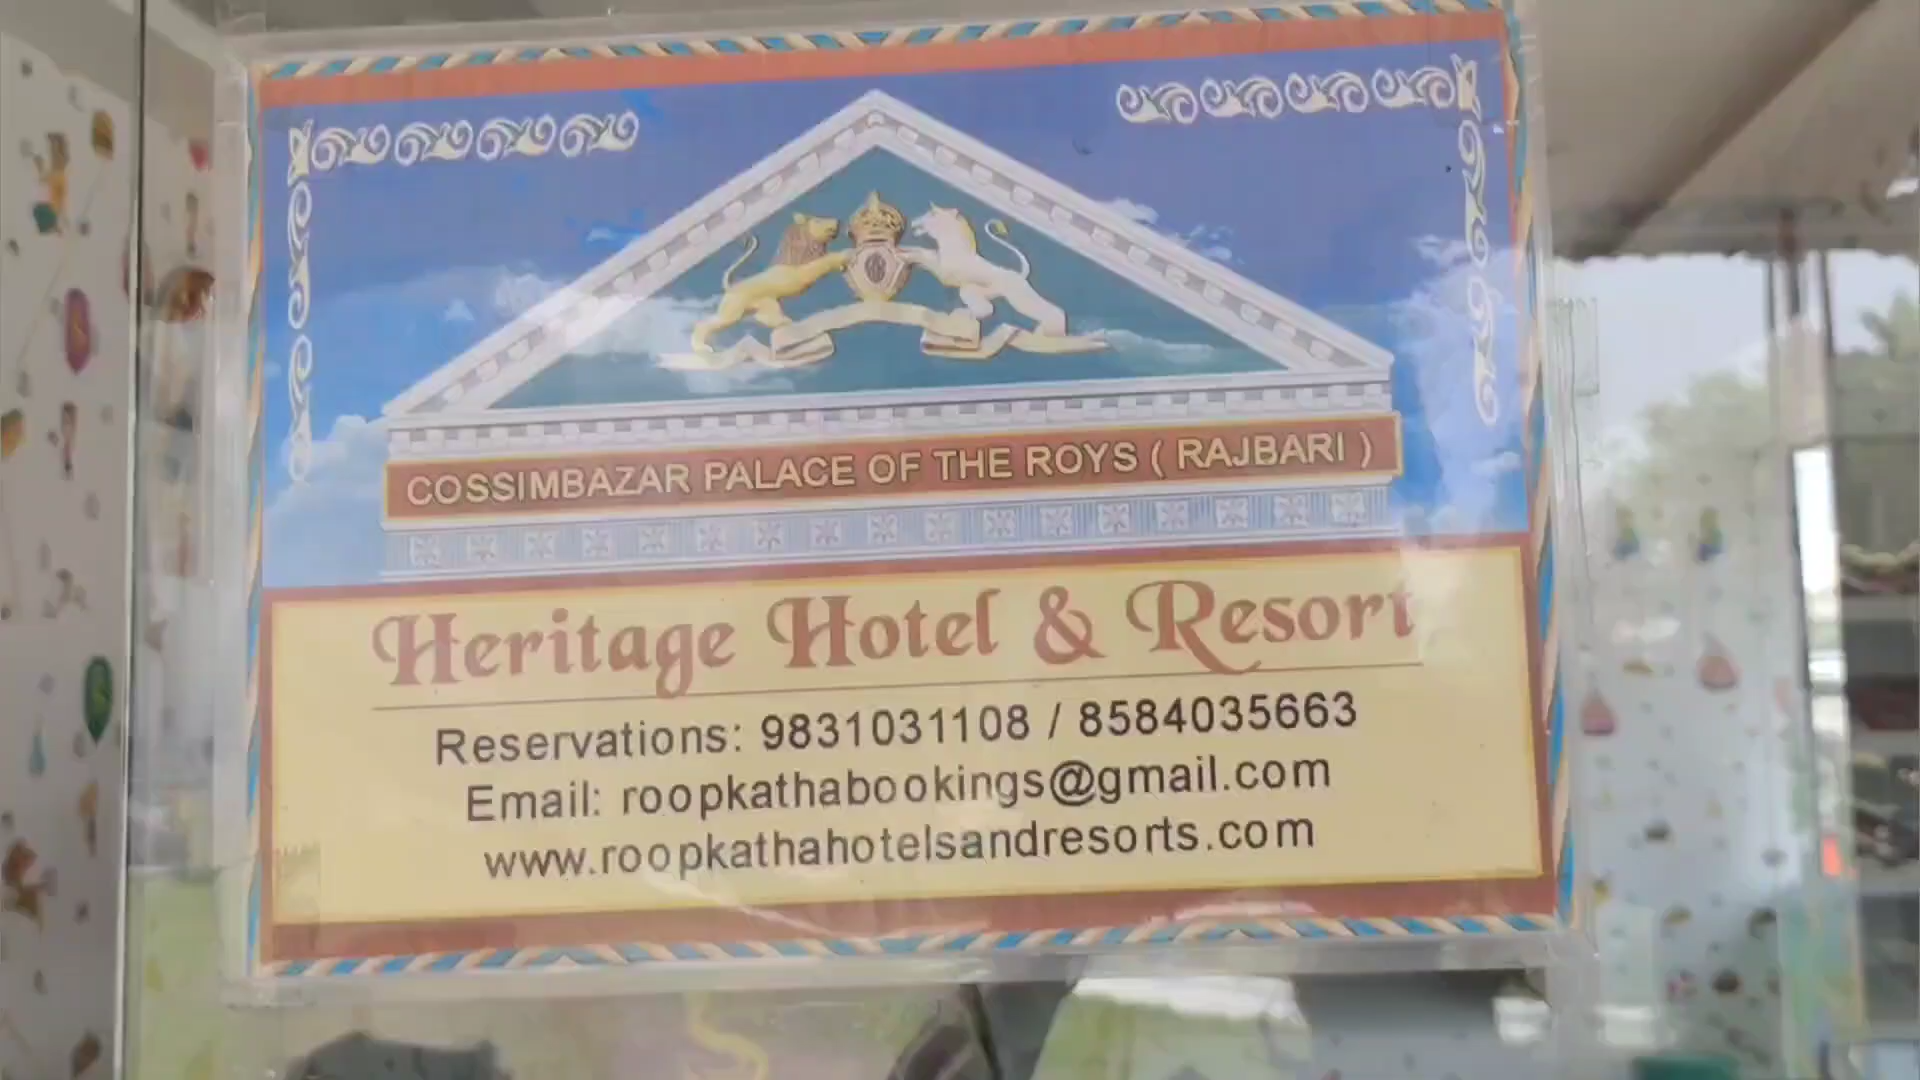 COSSIMBAZAR PALACE OF THE ROYS ( RAJBARI )
Heritage Hotel & Resort
Reservations: 9831031108 / 8584035663
Email: roopkathabookings@gmail.com
www.roopkathahotelsandresorts.com